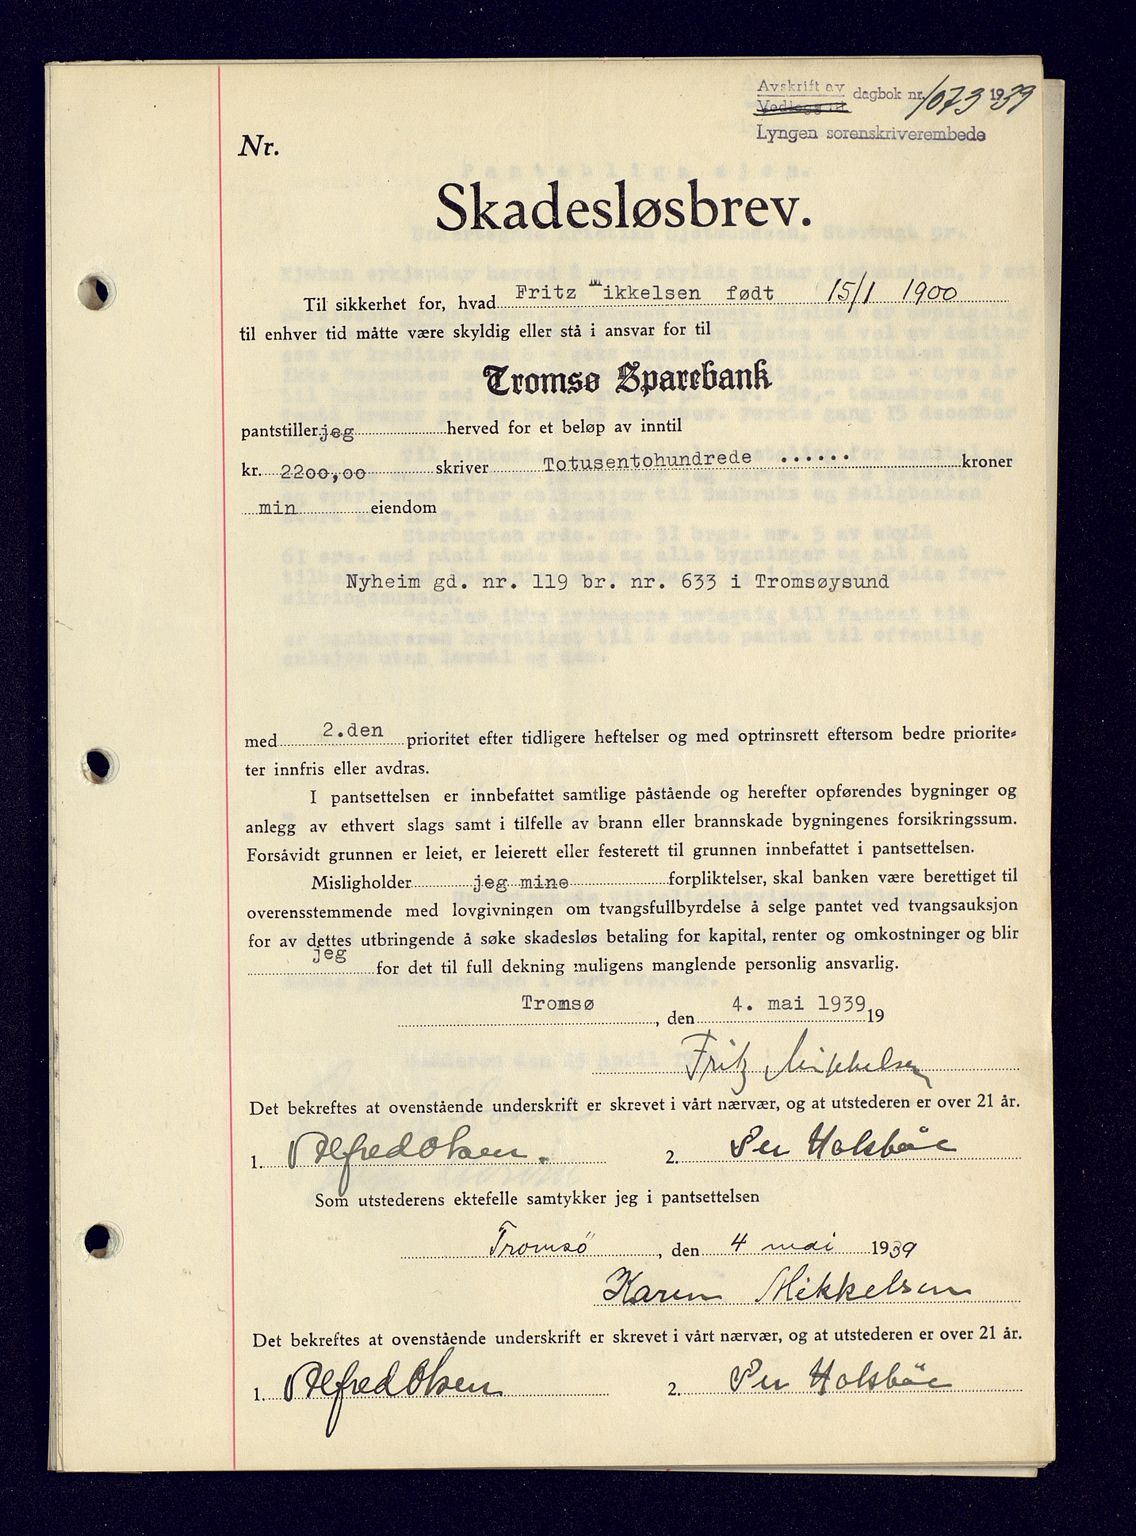 Avskrift av
Vedlegg til dagbok nr. 1073 1939
Lyngen sorenskriverembede
Nr.
Skadesløsbrev.
Til sikkerhet for, hvad Fritz Mikkelsen født 15/1 1900
til enhver tid måtte være skyldig eller stå i ansvar for til
Tromsø Sparebank
pantstiller jeg herved for et beløp av inntil
kr. 2200,00 skriver Totusentohundrede ...... kroner
min eiendom
Nyheim gd. nr. 119 br. nr. 633 i Tromsøysund
med 2.den prioritet efter tidligere heftelser og med optrinsrett eftersom bedre priorite-
ter innfris eller avdras.
I pantsettelsen er innbefattet samtlige påstående og herefter opførendes bygninger og
anlegg av ethvert slags samt i tilfelle av brann eller brannskade bygningenes forsikringssum.
Forsåvidt grunnen er leiet, er leierett eller festerett til grunnen innbefattet i pantsettelsen.
Misligholder jeg mine forpliktelser, skal banken være berettiget til
overensstemmende med lovgivningen om tvangsfullbyrdelse å selge pantet ved tvangsauksjon
for av dettes utbringende å søke skadesløs betaling for kapital, renter og omkostninger og blir
jeg for det til full dekning muligens manglende personlig ansvarlig.
Tromsø, den 4. mai 1939 19
Fritz Mikkelsen
Det bekreftes at ovenstående underskrift er skrevet i vårt nærvær, og at utstederen er over 21 år.
1. Alfred Olsen. 2. Per Holsböe
Som utstederens ektefelle samtykker jeg i pantsettelsen
Tromsö, den 4 mai 1939
Karen Mikkelsen
Det bekreftes at ovenstående underskrift er skrevet i vårt nærvær, og at utstederen er over 21 år.
1. Alfred Olsen 2. Per Holsböe